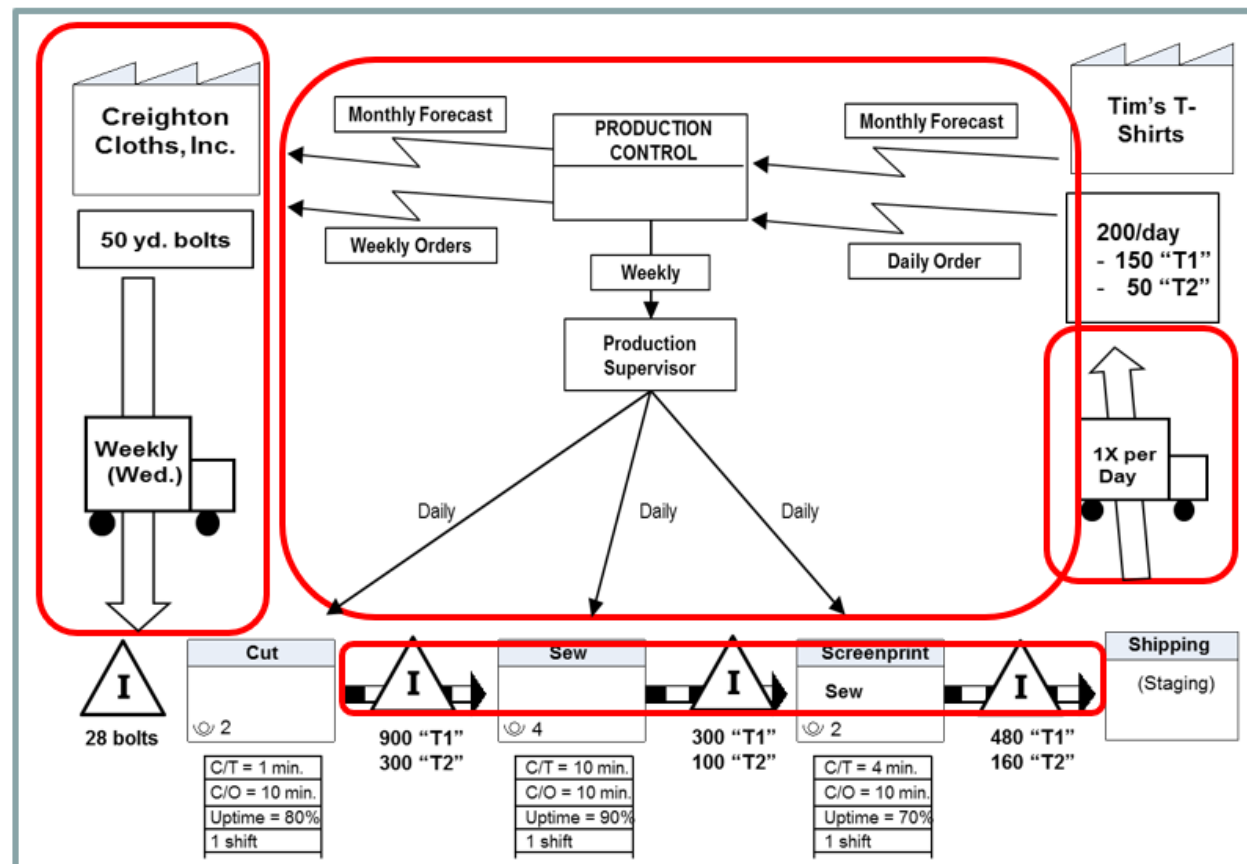 Creighton
Cloths, Inc.
50 yd. bolts
Weekly
(Wed.)
I
28 bolts
Monthly Forecast
Weekly Orders
PRODUCTION
CONTROL
Weekly
Production
Supervisor
Daily
Daily
Daily
Monthly Forecast
Daily Order
Tim’s T-
Shirts
200/day
- 150 “T1”
- 50 “T2”
1X per
Day
Cut
2
C/T = 1 min.
C/O = 10 min.
Uptime = 80%
1 shift
I
900 “T1”
300 “T2”
Sew
4
C/T = 10 min.
C/O = 10 min.
Uptime = 90%
1 shift
I
300 “T1”
100 “T2”
Screenprint
Sew
2
C/T = 4 min.
C/O = 10 min.
Uptime = 70%
1 shift
I
480 “T1”
160 “T2”
Shipping
(Staging)